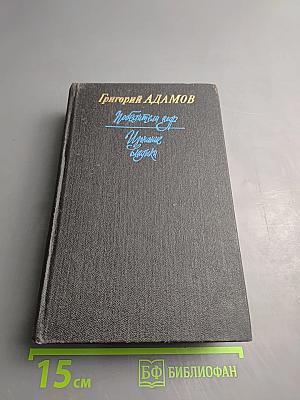 Григорий АДАМОВ
Победители недр
Изгнание
владыки
15 см
БФ БИБЛИОФАН